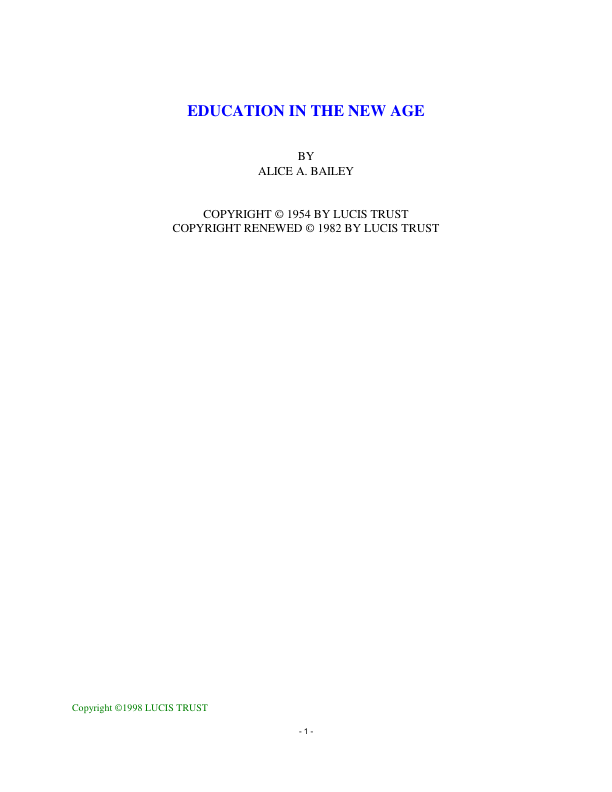 EDUCATION IN THE NEW AGE
BY
ALICE A. BAILEY
COPYRIGHT © 1954 BY LUCIS TRUST
COPYRIGHT RENEWED © 1982 BY LUCIS TRUST
Copyright ©1998 LUCIS TRUST
- 1 -